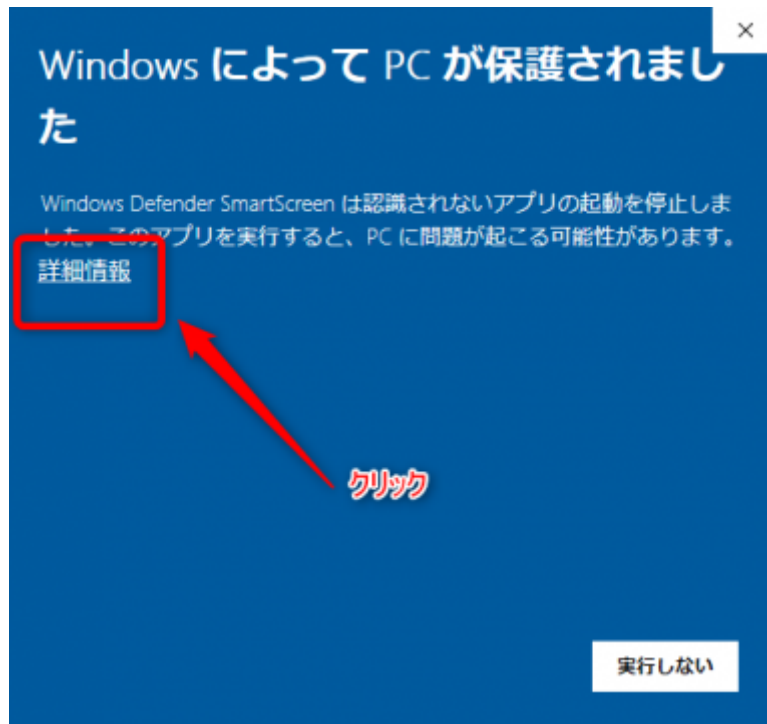 ×
Windows によって PC が保護されまし
た
Windows Defender SmartScreen は認識されないアプリの起動を停止しま
した。このアプリを実行すると、PC に問題が起こる可能性があります。
詳細情報
クリック
実行しない